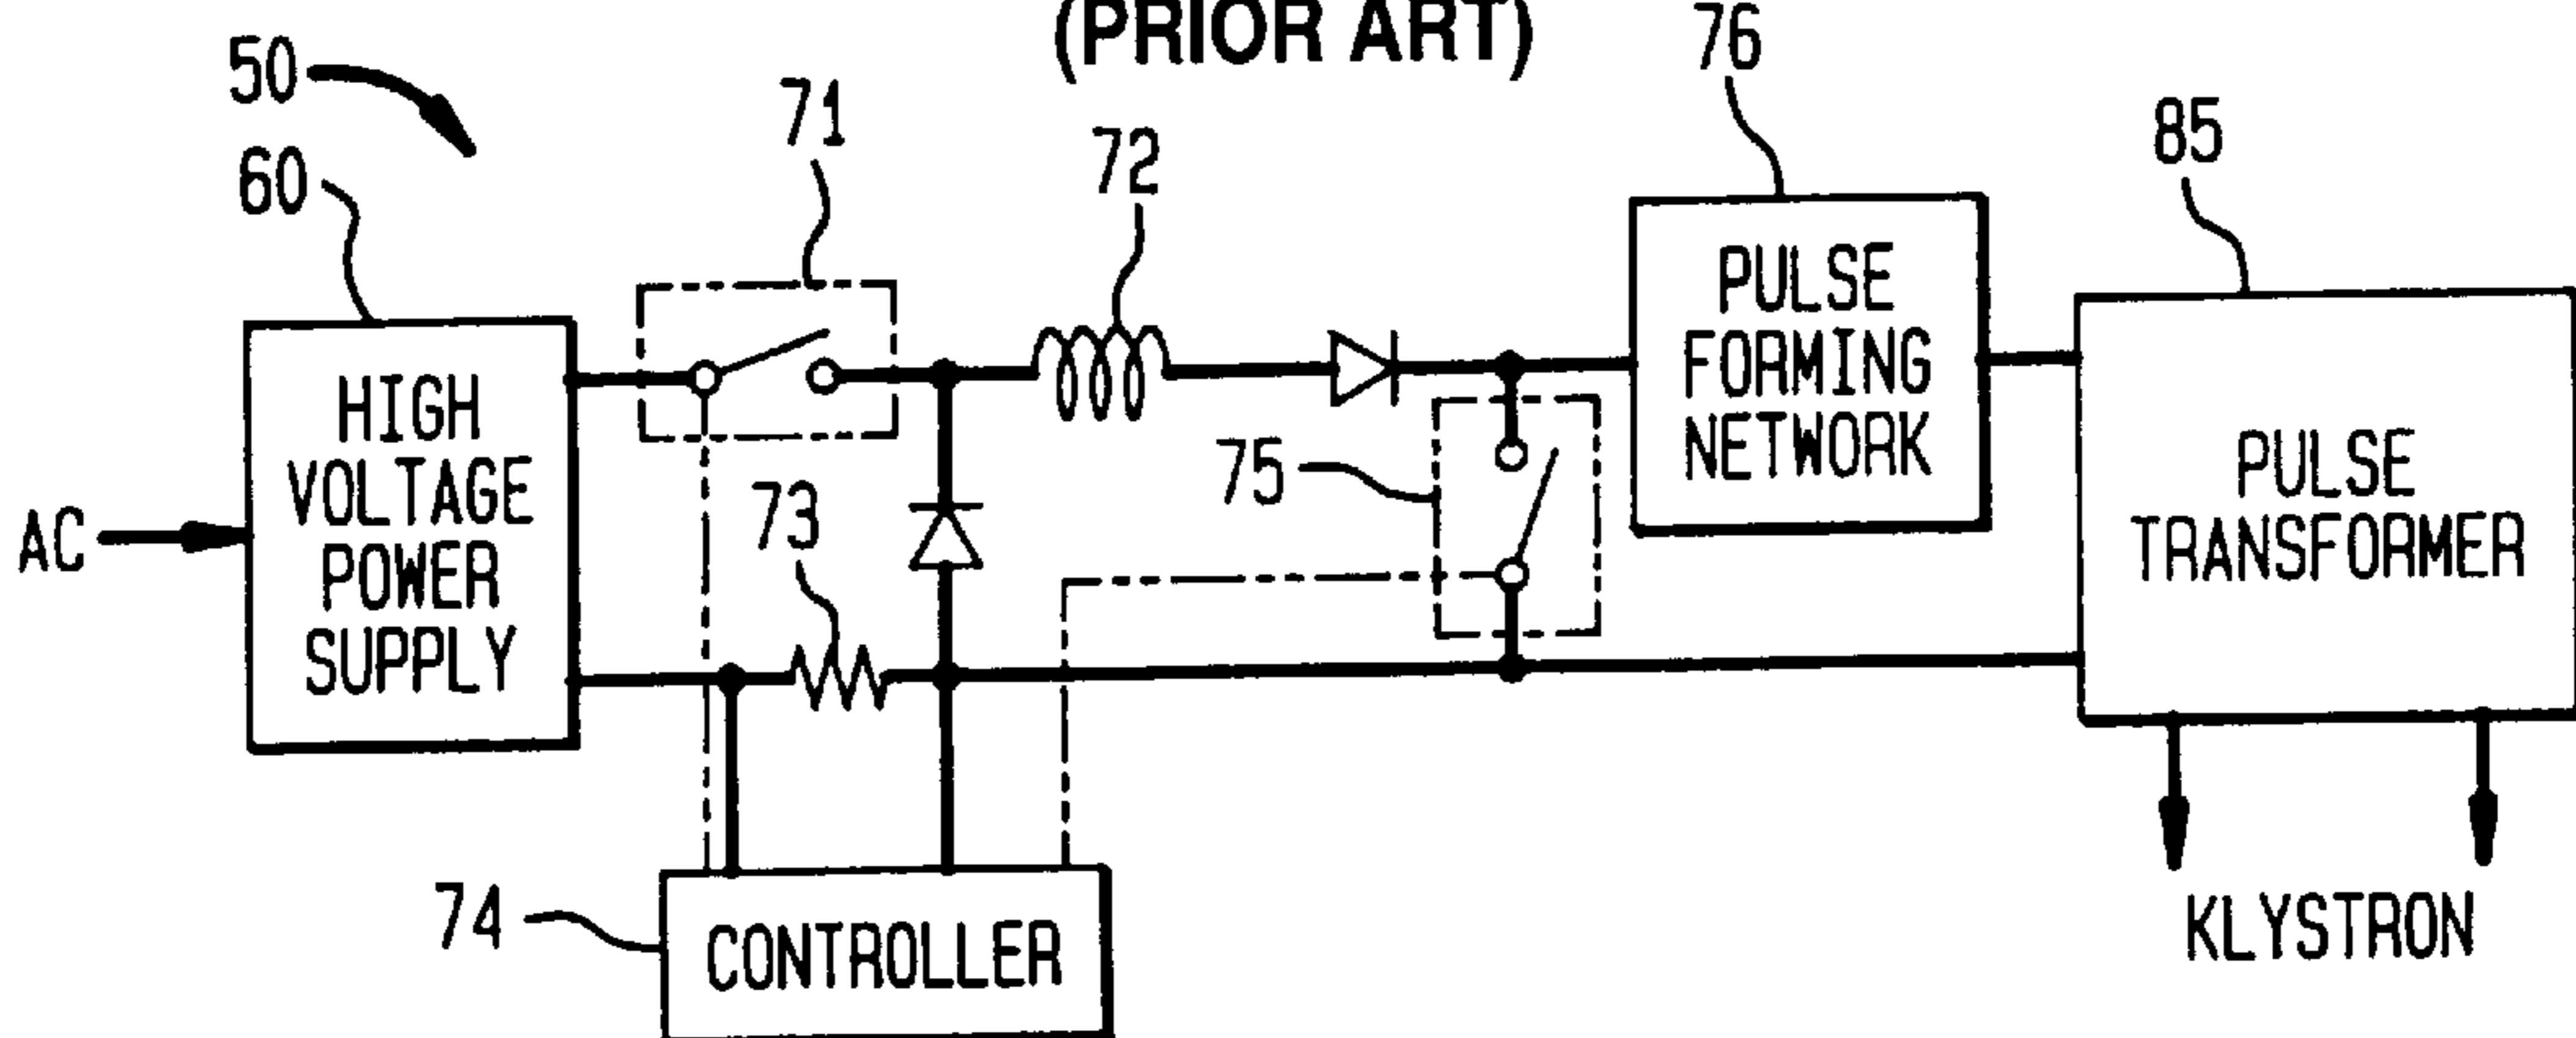 (PRIOR ART)
50
60
71
72
76
85
AC
HIGH
VOLTAGE
POWER
SUPPLY
73
75
PULSE
FORMING
NETWORK
PULSE
TRANSFORMER
74
CONTROLLER
KLYSTRON